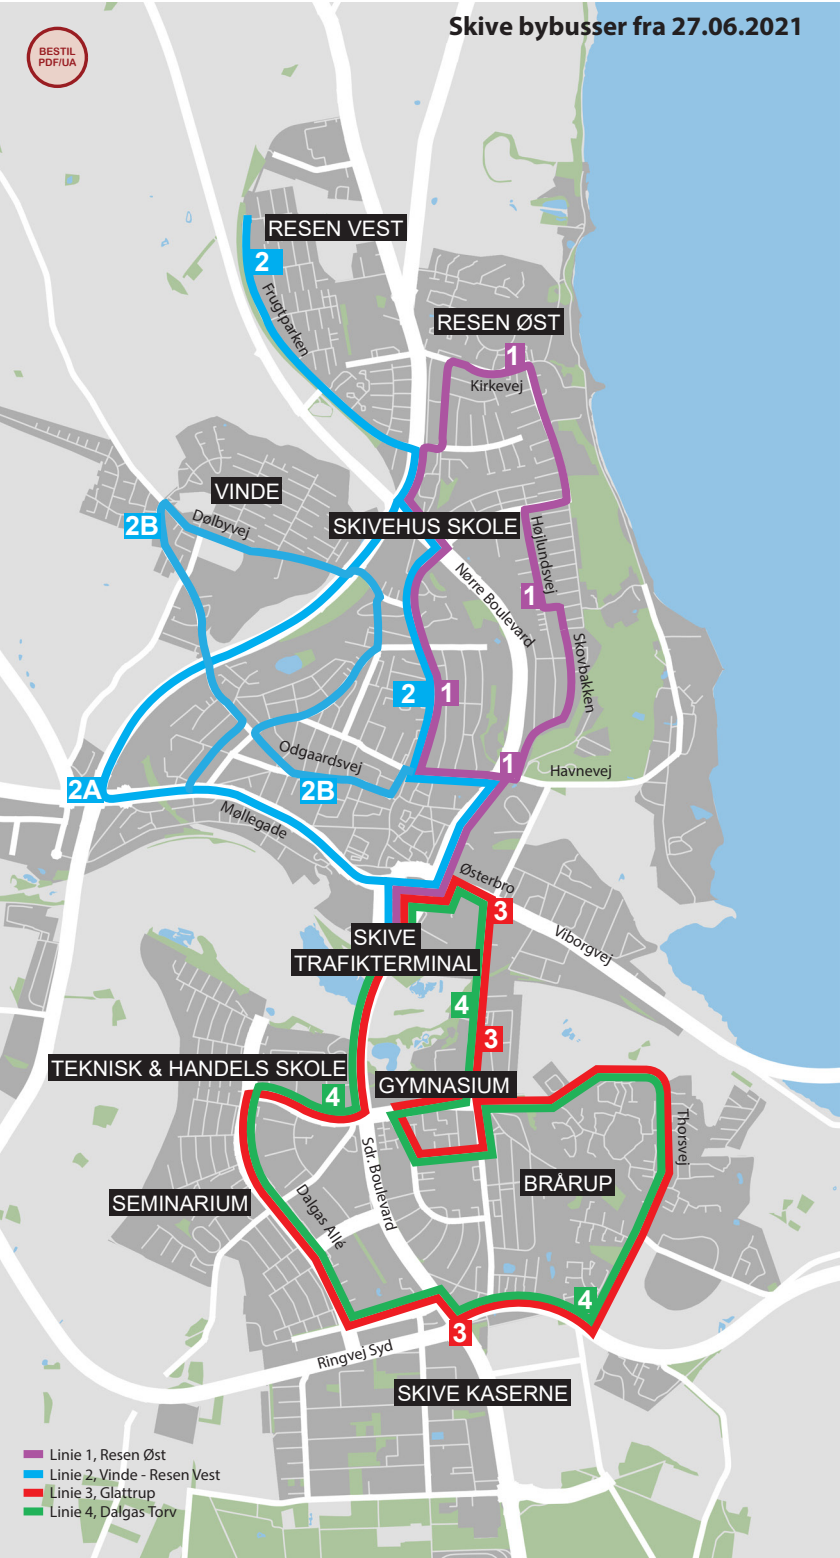 Skive bybusser fra 27.06.2021
BESTIL
PDF/UA
RESEN VEST
2
Frugtparken
RESEN ØST
1
Kirkevej
VINDE
2B
Dølbyvej
SKIVEHUS SKOLE
Højlundsvej
Nørre Boulevard
1
Skovbakken
2
1
Odgaardsvej
1
Havnevej
2A
2B
Møllegade
Østerbro
3
Viborgvej
SKIVE
TRAFIKTERMINAL
4
3
TEKNISK & HANDELS SKOLE
GYMNASIUM
4
Thorsvej
Sdr. Boulevard
BRÅRUP
SEMINARIUM
Dalgas Allé
4
3
Ringvej Syd
SKIVE KASERNE
Linie 1, Resen Øst
Linie 2, Vinde - Resen Vest
Linie 3, Glattrup
Linie 4, Dalgas Torv